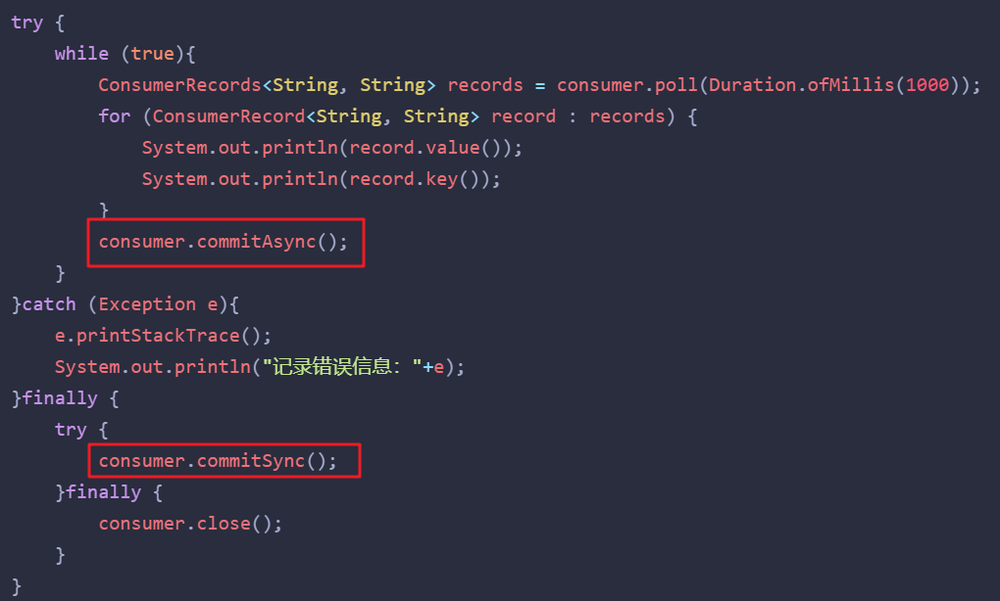 try {
    while (true){
        ConsumerRecords<String, String> records = consumer.poll(Duration.ofMillis(1000));
        for (ConsumerRecord<String, String> record : records) {
            System.out.println(record.value());
            System.out.println(record.key());
        }
        consumer.commitAsync();
    }
}catch (Exception e){
    e.printStackTrace();
    System.out.println("记录错误信息："+e);
}finally {
    try {
        consumer.commitSync();
    }finally {
        consumer.close();
    }
}